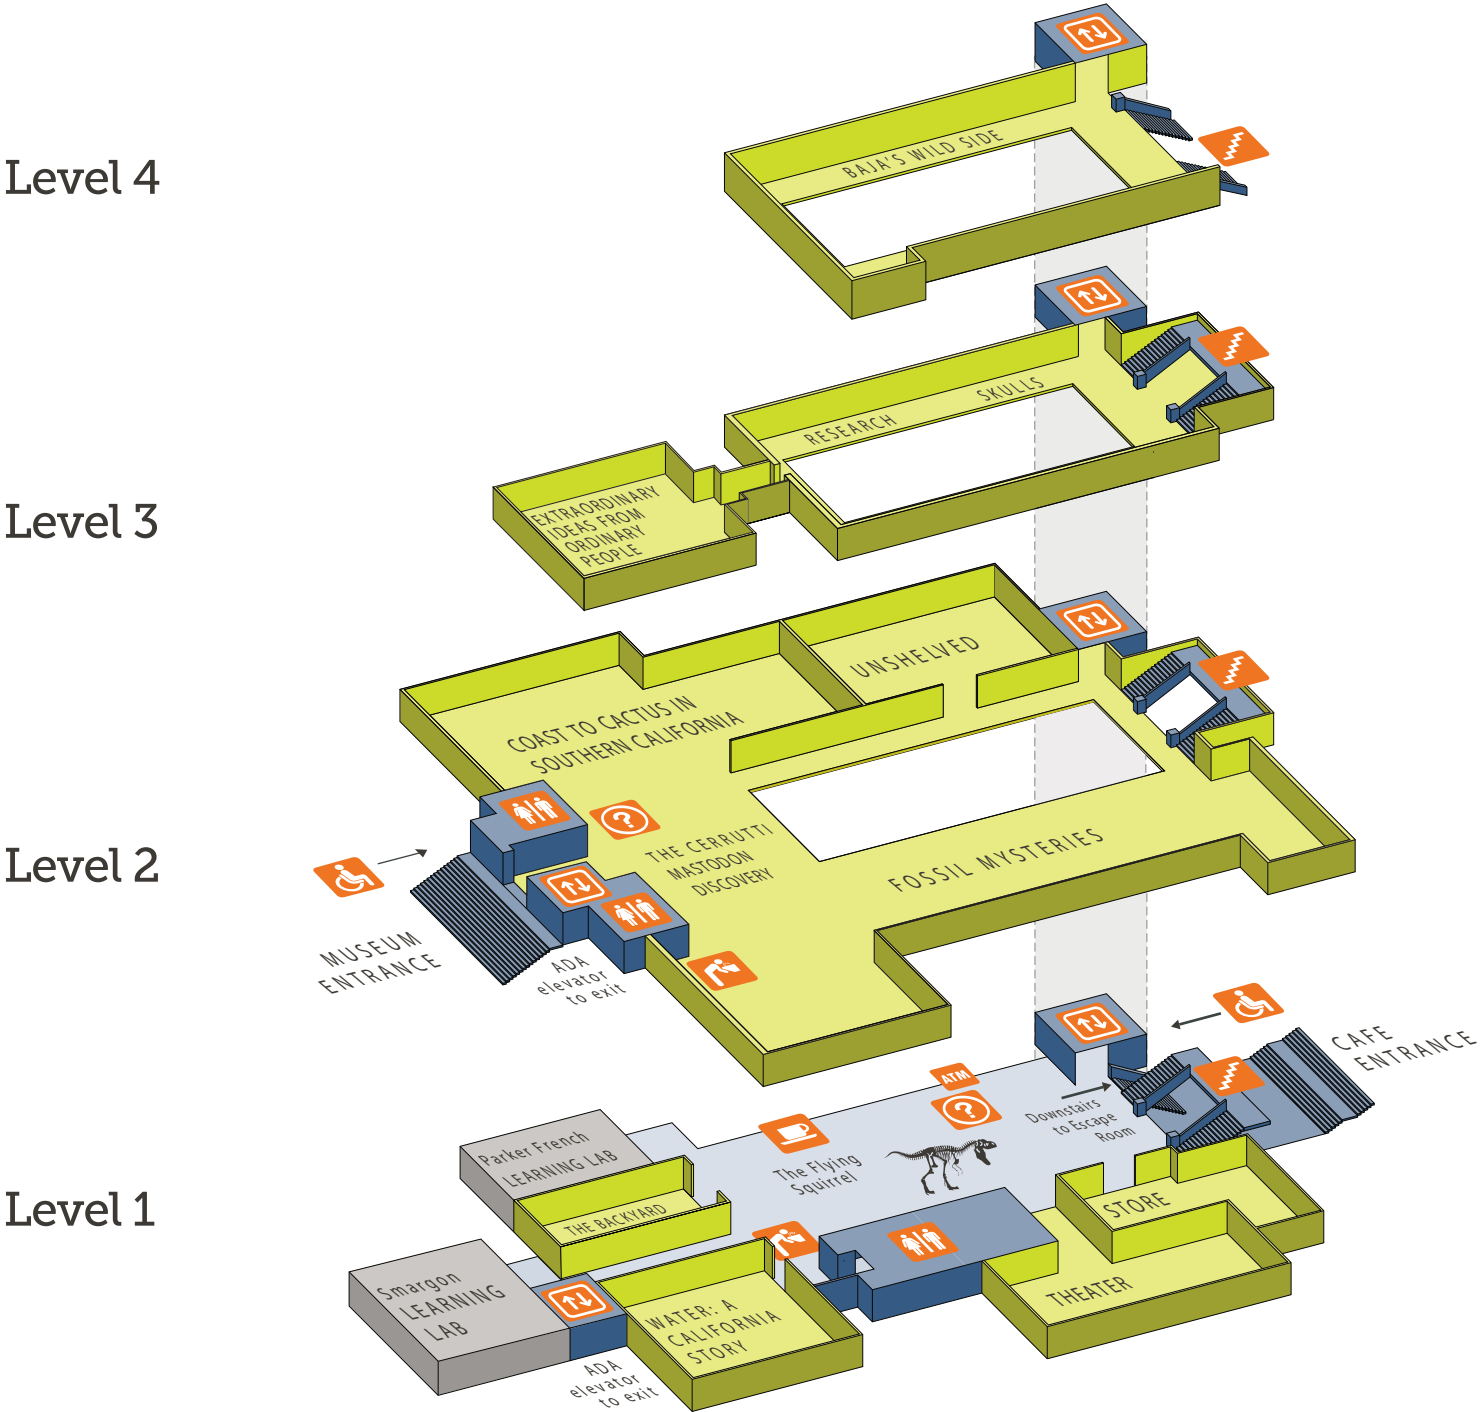 Level 4
BAJA'S WILD SIDE
Level 3
RESEARCH
SKULLS
EXTRAORDINARY
IDEAS FROM
ORDINARY
PEOPLE
Level 2
UNSHELVED
COAST TO CACTUS IN
SOUTHERN CALIFORNIA
?
THE CERRUTTI
MASTODON
DISCOVERY
FOSSIL MYSTERIES
MUSEUM
ENTRANCE
ADA
elevator
to exit
Level 1
CAFE
ENTRANCE
ATM
?
Downstairs
to Escape
Room
The Flying
Squirrel
Parker French
LEARNING LAB
THE BACKYARD
STORE
THEATER
Smargon
LEARNING
LAB
WATER: A
CALIFORNIA
STORY
ADA
elevator
to exit